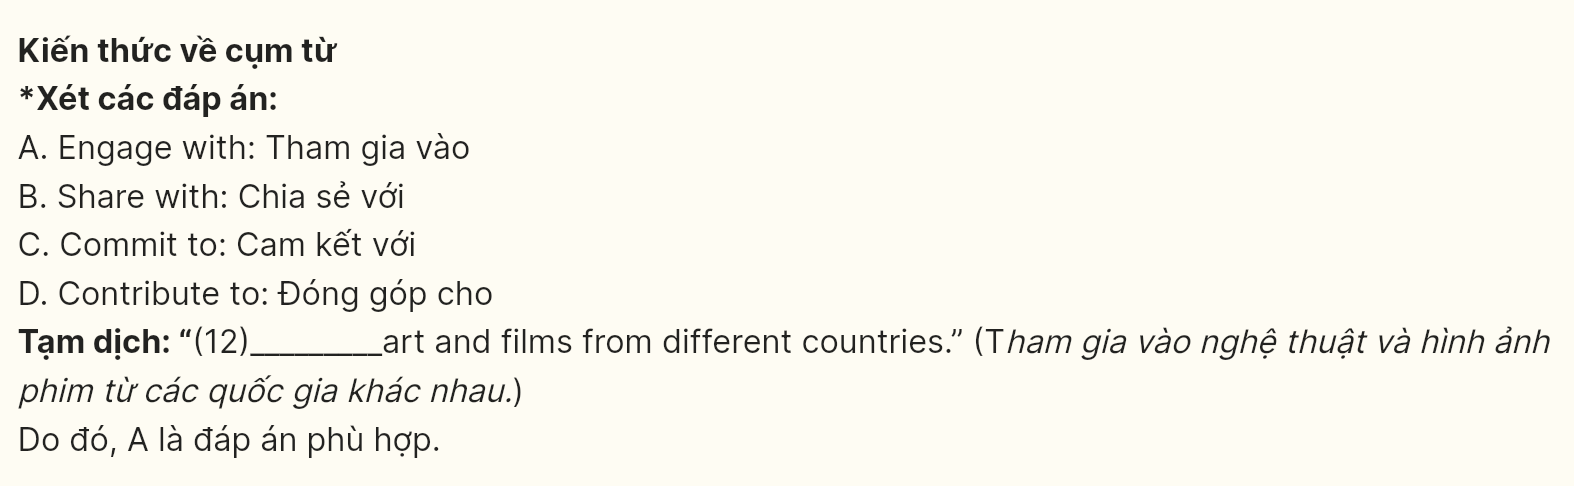 Kiến thức về cụm từ
*Xét các đáp án:
A. Engage with: Tham gia vào
B. Share with: Chia sẻ với
C. Commit to: Cam kết với
D. Contribute to: Đóng góp cho
Tạm dịch: “(12)_________art and films from different countries.” (Tham gia vào nghệ thuật và hình ảnh
phim từ các quốc gia khác nhau.)
Do đó, A là đáp án phù hợp.